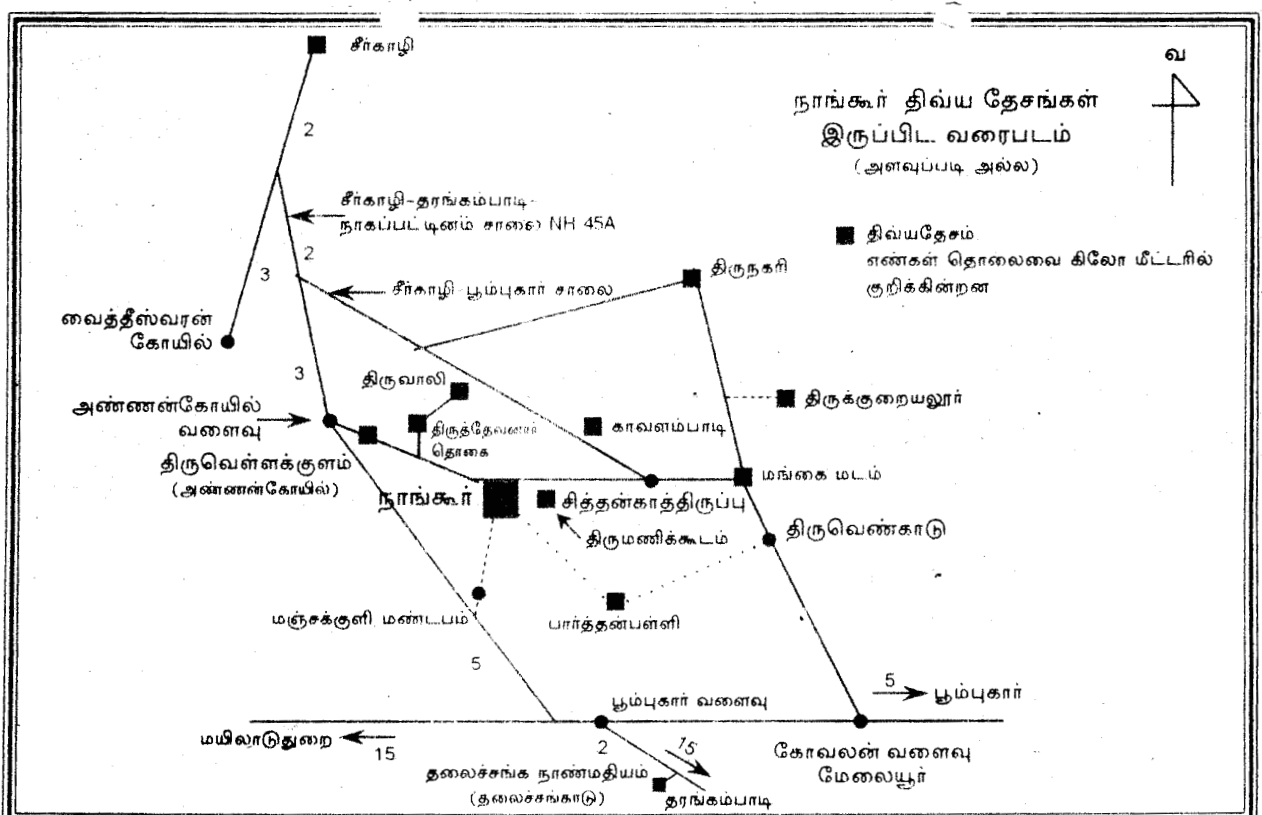 சீர்காழி
வ
நாங்கூர் திவ்ய தேசங்கள்
இருப்பிட வரைபடம்
(அளவுப்படி அல்ல)
2
சீர்காழி-தரங்கம்பாடி-
நாகப்பட்டினம் சாலை NH 45A
திவ்யதேசம்
எண்கள் தொலைவை கிலோ மீட்டரில்
குறிக்கின்றன
2
3
சீர்காழி-பூம்புகார் சாலை
திருநகரி
வைத்தீஸ்வரன்
கோயில்
3
திருவாலி
திருக்குறையலூர்
அண்ணன்கோயில்
வளைவு
திருத்தேவனார்
தொகை
காவளம்பாடி
திருவெள்ளக்குளம்
(அண்ணன்கோயில்)
மங்கை மடம்
நாங்கூர்
சித்தன்காத்திருப்பு
திருவெண்காடு
திருமணிக்கூடம்
மஞ்சக்குளி மண்டபம்
பார்த்தன்பள்ளி
5
5
பூம்புகார்
பூம்புகார் வளைவு
மயிலாடுதுறை
15
2
15
கோவலன் வளைவு
மேலையூர்
தலைச்சங்க நாண்மதியம்
(தலைச்சங்காடு)
தரங்கம்பாடி